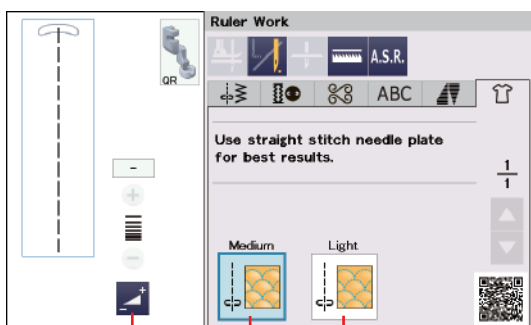 Ruler Work
QR
A.S.R.
ABC
Use straight stitch needle plate
for best results.
1
1
Medium
Light